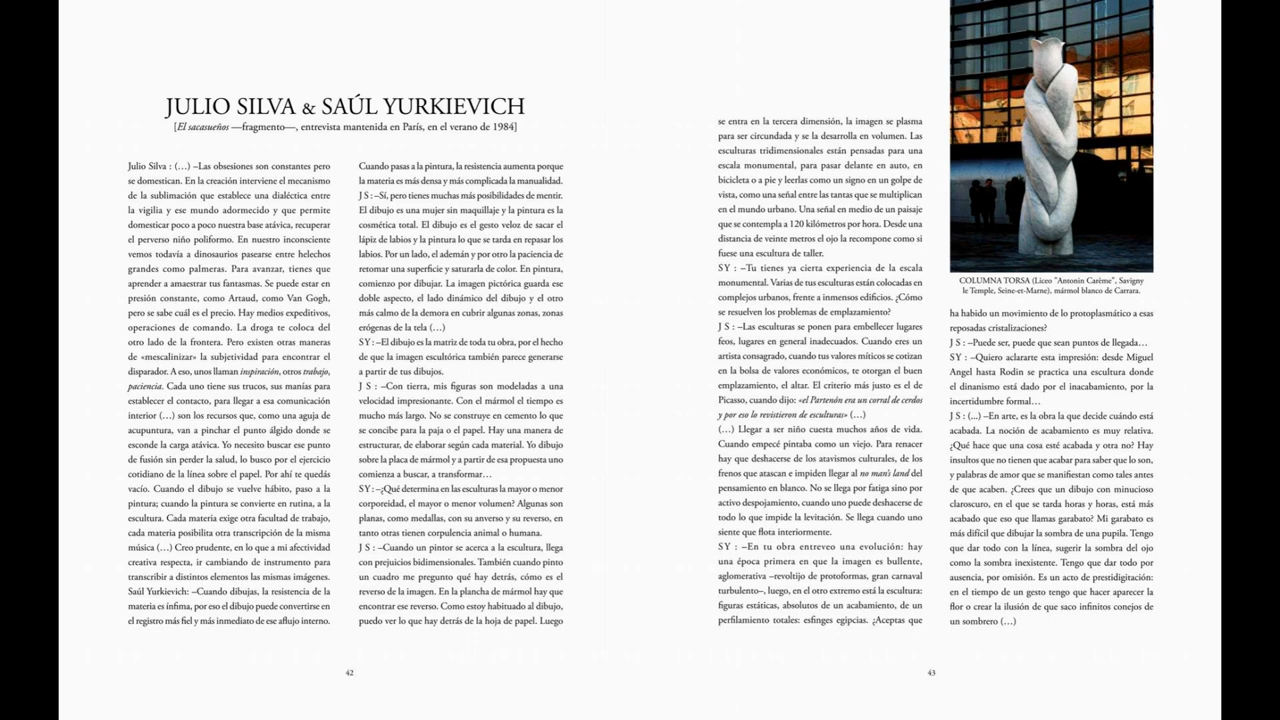 JULIO SILVA & SAÚL YURKIEVICH
[El sacasueños —fragmento—, entrevista mantenida en París, en el verano de 1984]
Julio Silva : (…) –Las obsesiones son constantes pero
se domestican. En la creación interviene el mecanismo
de la sublimación que establece una dialéctica entre
la vigilia y ese mundo adormecido y que permite
domesticar poco a poco nuestra base atávica, recuperar
el perverso niño poliformo. En nuestro inconsciente
vemos todavía a dinosaurios pasearse entre helechos
grandes como palmeras. Para avanzar, tienes que
aprender a amaestrar tus fantasmas. Se puede estar en
presión constante, como Artaud, como Van Gogh,
pero se sabe cuál es el precio. Hay medios expeditivos,
operaciones de comando. La droga te coloca del
otro lado de la frontera. Pero existen otras maneras
de «mescalinizar» la subjetividad para encontrar el
disparador. A eso, unos llaman inspiración, otros trabajo,
paciencia. Cada uno tiene sus trucos, sus manías para
establecer el contacto, para llegar a esa comunicación
interior (…) son los recursos que, como una aguja de
acupuntura, van a pinchar el punto álgido donde se
esconde la carga atávica. Yo necesito buscar ese punto
de fusión sin perder la salud, lo busco por el ejercicio
cotidiano de la línea sobre el papel. Por ahí te quedás
vacío. Cuando el dibujo se vuelve hábito, paso a la
pintura; cuando la pintura se convierte en rutina, a la
escultura. Cada materia exige otra facultad de trabajo,
cada materia posibilita otra transcripción de la misma
música (…) Creo prudente, en lo que a mi afectividad
creativa respecta, ir cambiando de instrumento para
transcribir a distintos elementos las mismas imágenes.
Saúl Yurkievich: –Cuando dibujas, la resistencia de la
materia es ínfima, por eso el dibujo puede convertirse en
el registro más fiel y más inmediato de ese aflujo interno.
Cuando pasas a la pintura, la resistencia aumenta porque
la materia es más densa y más complicada la manualidad.
J S : –Sí, pero tienes muchas más posibilidades de mentir.
El dibujo es una mujer sin maquillaje y la pintura es la
cosmética total. El dibujo es el gesto veloz de sacar el
lápiz de labios y la pintura lo que se tarda en repasar los
labios. Por un lado, el ademán y por otro la paciencia de
retomar una superficie y saturarla de color. En pintura,
comienzo por dibujar. La imagen pictórica guarda ese
doble aspecto, el lado dinámico del dibujo y el otro
más calmo de la demora en cubrir algunas zonas, zonas
erógenas de la tela (…)
SY : –El dibujo es la matriz de toda tu obra, por el hecho
de que la imagen escultórica también parece generarse
a partir de tus dibujos.
J S : –Con tierra, mis figuras son modeladas a una
velocidad impresionante. Con el mármol el tiempo es
mucho más largo. No se construye en cemento lo que
se concibe para la paja o el papel. Hay una manera de
estructurar, de elaborar según cada material. Yo dibujo
sobre la placa de mármol y a partir de esa propuesta uno
comienza a buscar, a transformar…
SY : –¿Qué determina en las esculturas la mayor o menor
corporeidad, el mayor o menor volumen? Algunas son
planas, como medallas, con su anverso y su reverso, en
tanto otras tienen corpulencia animal o humana.
J S : –Cuando un pintor se acerca a la escultura, llega
con prejuicios bidimensionales. También cuando pinto
un cuadro me pregunto qué hay detrás, cómo es el
reverso de la imagen. En la plancha de mármol hay que
encontrar ese reverso. Como estoy habituado al dibujo,
puedo ver lo que hay detrás de la hoja de papel. Luego
42
se entra en la tercera dimensión, la imagen se plasma
para ser circundada y se la desarrolla en volumen. Las
esculturas tridimensionales están pensadas para una
escala monumental, para pasar delante en auto, en
bicicleta o a pie y leerlas como un signo en un golpe de
vista, como una señal entre las tantas que se multiplican
en el mundo urbano. Una señal en medio de un paisaje
que se contempla a 120 kilómetros por hora. Desde una
distancia de veinte metros el ojo la recompone como si
fuese una escultura de taller.
SY : –Tu tienes ya cierta experiencia de la escala
monumental. Varias de tus esculturas están colocadas en
complejos urbanos, frente a inmensos edificios. ¿Cómo
se resuelven los problemas de emplazamiento?
J S : –Las esculturas se ponen para embellecer lugares
feos, lugares en general inadecuados. Cuando eres un
artista consagrado, cuando tus valores míticos se cotizan
en la bolsa de valores económicos, te otorgan el buen
emplazamiento, el altar. El criterio más justo es el de
Picasso, cuando dijo: «el Partenón era un corral de cerdos
y por eso lo revistieron de esculturas» (…)
(…) Llegar a ser niño cuesta muchos años de vida.
Cuando empecé pintaba como un viejo. Para renacer
hay que deshacerse de los atavismos culturales, de los
frenos que atascan e impiden llegar al no man's land del
pensamiento en blanco. No se llega por fatiga sino por
activo despojamiento, cuando uno puede deshacerse de
todo lo que impide la levitación. Se llega cuando uno
siente que flota interiormente.
SY : –En tu obra entreveo una evolución: hay
una época primera en que la imagen es bullente,
aglomerativa –revoltijo de protoformas, gran carnaval
turbulento–, luego, en el otro extremo está la escultura:
figuras estáticas, absolutos de un acabamiento, de un
perfilamiento totales: esfinges egipcias. ¿Aceptas que
COLUMNA TORSA (Liceo "Antonin Carème", Savigny
le Temple, Seine-et-Marne), mármol blanco de Carrara.
ha habido un movimiento de lo protoplasmático a esas
reposadas cristalizaciones?
J S : –Puede ser, puede que sean puntos de llegada…
SY : –Quiero aclararte esta impresión: desde Miguel
Angel hasta Rodin se practica una escultura donde
el dinamismo está dado por el inacabamiento, por la
incertidumbre formal…
J S : (...) –En arte, es la obra la que decide cuándo está
acabada. La noción de acabamiento es muy relativa.
¿Qué hace que una cosa esté acabada y otra no? Hay
insultos que no tienen que acabar para saber que lo son,
y palabras de amor que se manifiestan como tales antes
de que acaben. ¿Crees que un dibujo con minucioso
claroscuro, en el que se tarda horas y horas, está más
acabado que eso que llamas garabato? Mi garabato es
más difícil que dibujar la sombra de una pupila. Tengo
que dar todo con la línea, sugerir la sombra del ojo
como la sombra inexistente. Tengo que dar todo por
ausencia, por omisión. Es un acto de prestidigitación:
en el tiempo de un gesto tengo que hacer aparecer la
flor o crear la ilusión de que saco infinitos conejos de
un sombrero (…)
43